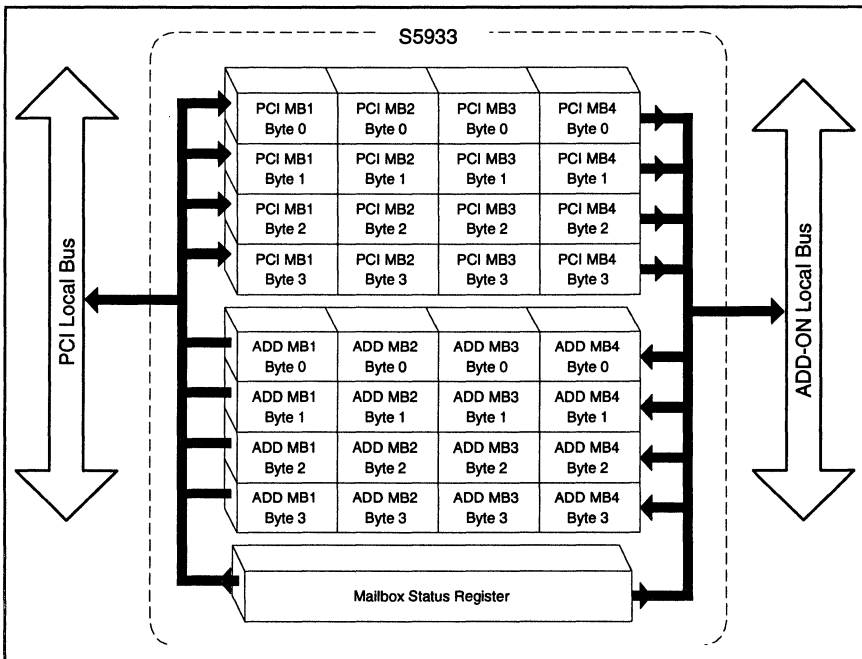 S5933
PCI Local Bus
PCI MB1 PCI MB2 PCI MB3 PCI MB4
Byte 0 Byte 0 Byte 0 Byte 0
PCI MB1 PCI MB2 PCI MB3 PCI MB4
Byte 1 Byte 1 Byte 1 Byte 1
PCI MB1 PCI MB2 PCI MB3 PCI MB4
Byte 2 Byte 2 Byte 2 Byte 2
PCI MB1 PCI MB2 PCI MB3 PCI MB4
Byte 3 Byte 3 Byte 3 Byte 3
ADD MB1 ADD MB2 ADD MB3 ADD MB4
Byte 0 Byte 0 Byte 0 Byte 0
ADD MB1 ADD MB2 ADD MB3 ADD MB4
Byte 1 Byte 1 Byte 1 Byte 1
ADD MB1 ADD MB2 ADD MB3 ADD MB4
Byte 2 Byte 2 Byte 2 Byte 2
ADD MB1 ADD MB2 ADD MB3 ADD MB4
Byte 3 Byte 3 Byte 3 Byte 3
Mailbox Status Register
ADD-ON Local Bus